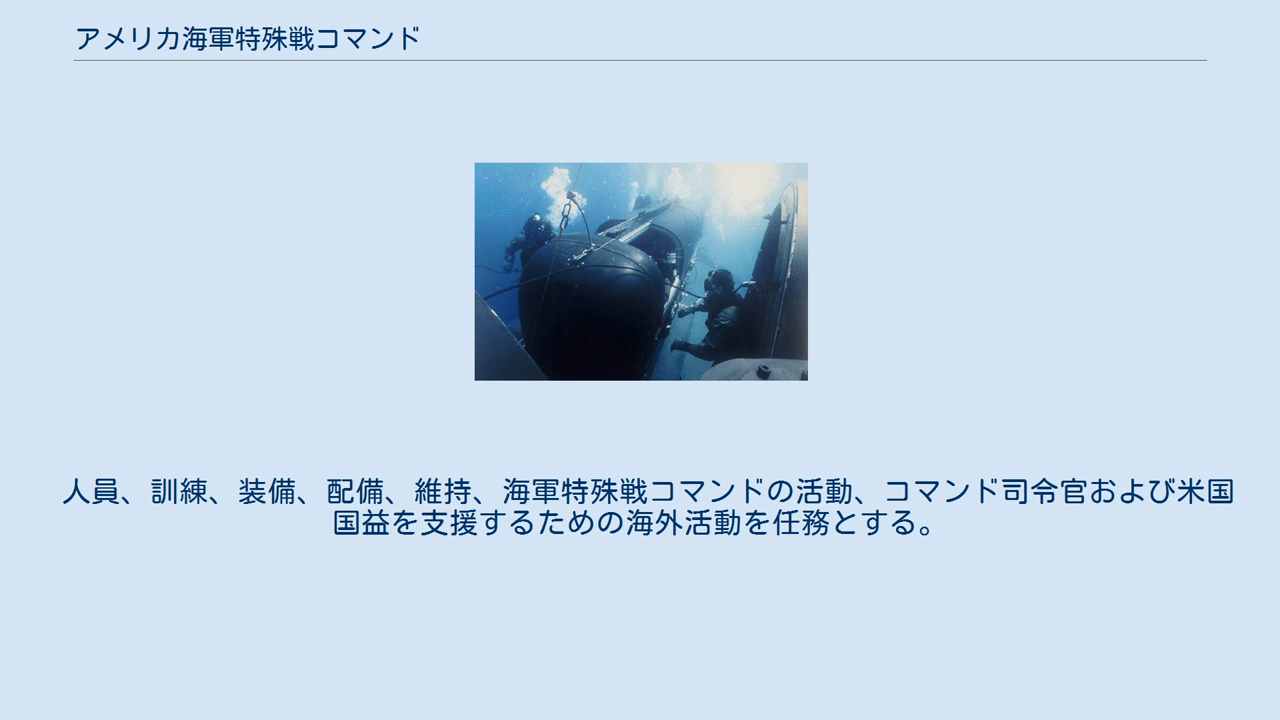 アメリカ海軍特殊戦コマンド
人員、訓練、装備、配備、維持、海軍特殊戦コマンドの活動、コマンド司令官および米国
国益を支援するための海外活動を任務とする。